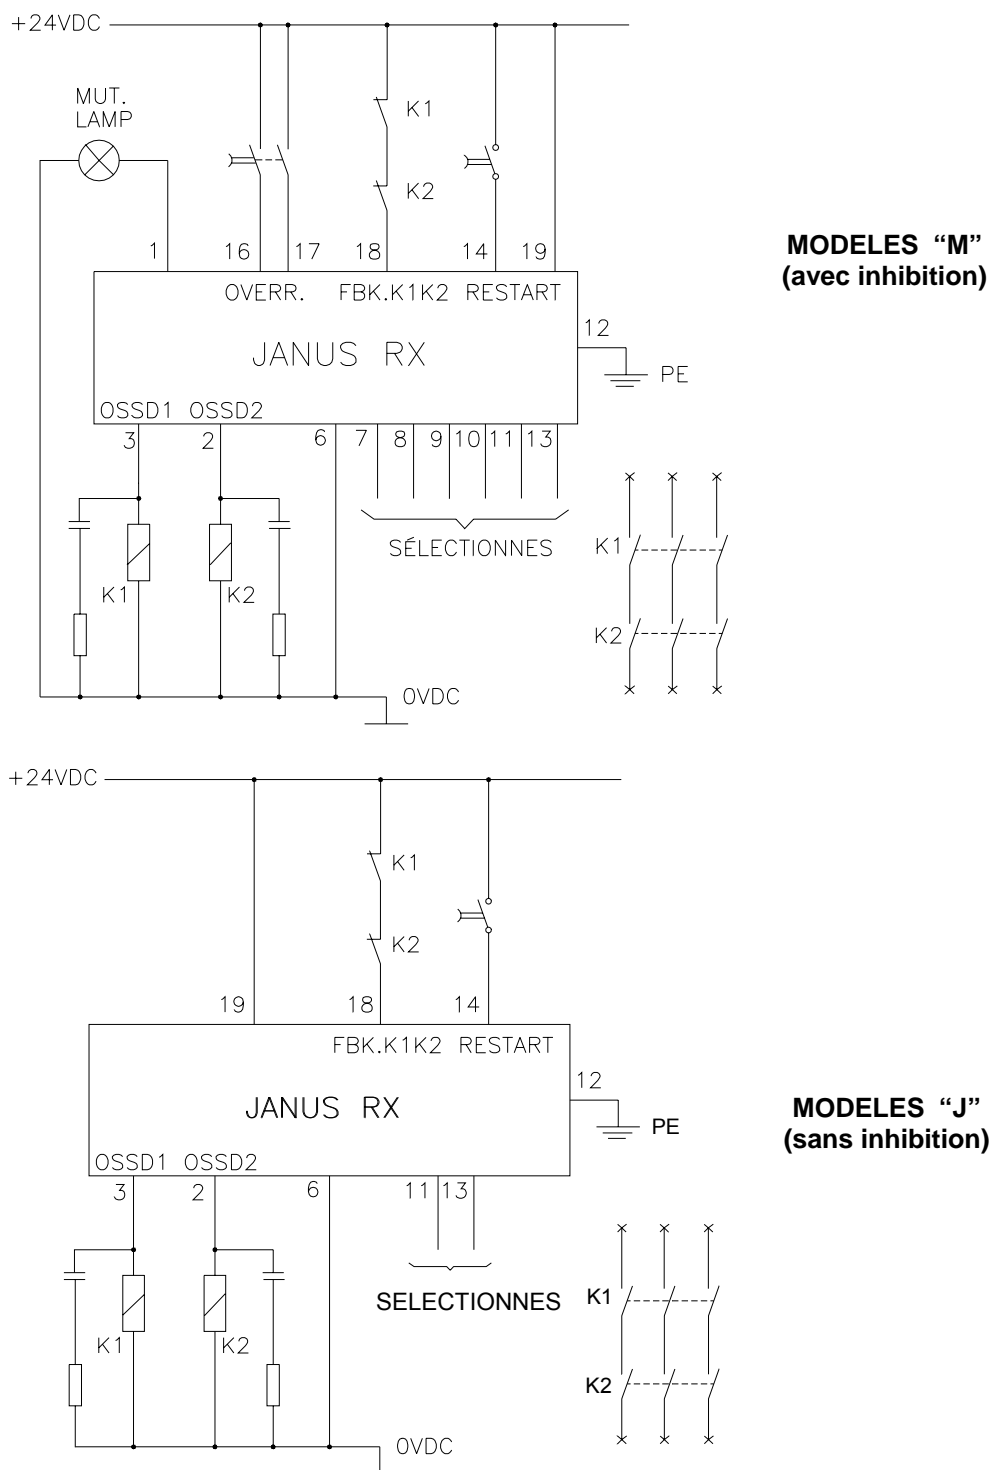 +24VDC
MUT.
LAMP
K1
K2
1
16
17
18
14
19
OVERR.
FBK.K1K2
RESTART
12
JANUS RX
PE
OSSD1
OSSD2
3
2
6
7
8
9
10
11
13
SÉLECTIONNES
K1
K2
K1
K2
0VDC
MODELES “M”
(avec inhibition)
+24VDC
K1
K2
19
18
14
FBK.K1K2
RESTART
12
JANUS RX
PE
OSSD1
OSSD2
3
2
6
11
13
SELECTIONNES
K1
K2
K1
K2
0VDC
MODELES “J”
(sans inhibition)